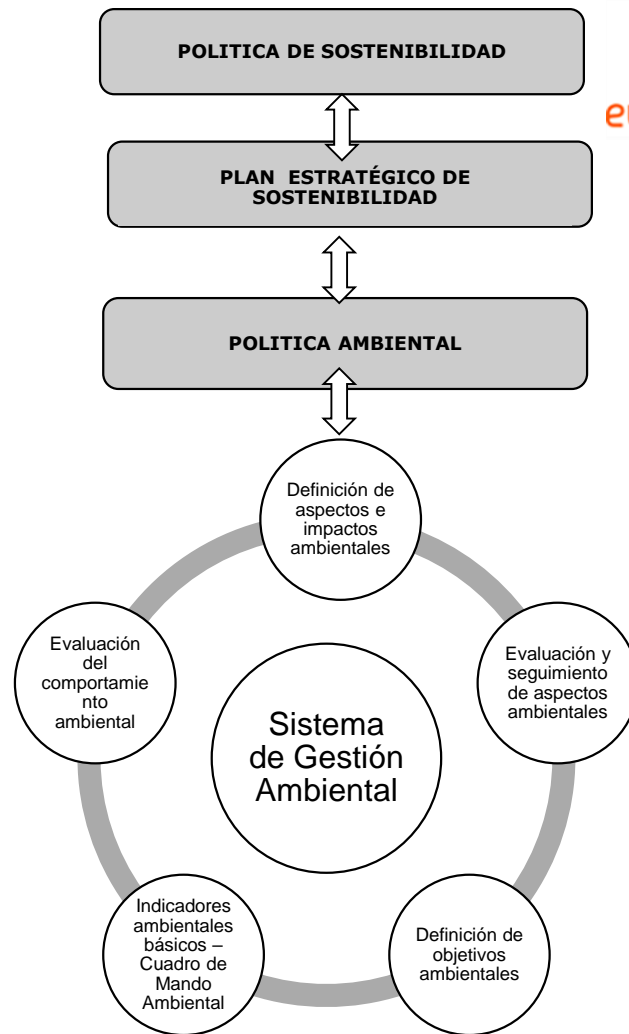 POLITICA DE SOSTENIBILIDAD
PLAN ESTRATÉGICO DE
SOSTENIBILIDAD
POLITICA AMBIENTAL
Definición de
aspectos e
impactos
ambientales
Evaluación y
seguimiento
de aspectos
ambientales
Definición de
objetivos
ambientales
Indicadores
ambientales
básicos –
Cuadro de
Mando
Ambiental
Evaluación
del
comportamie
nto
ambiental
Sistema
de Gestión
Ambiental